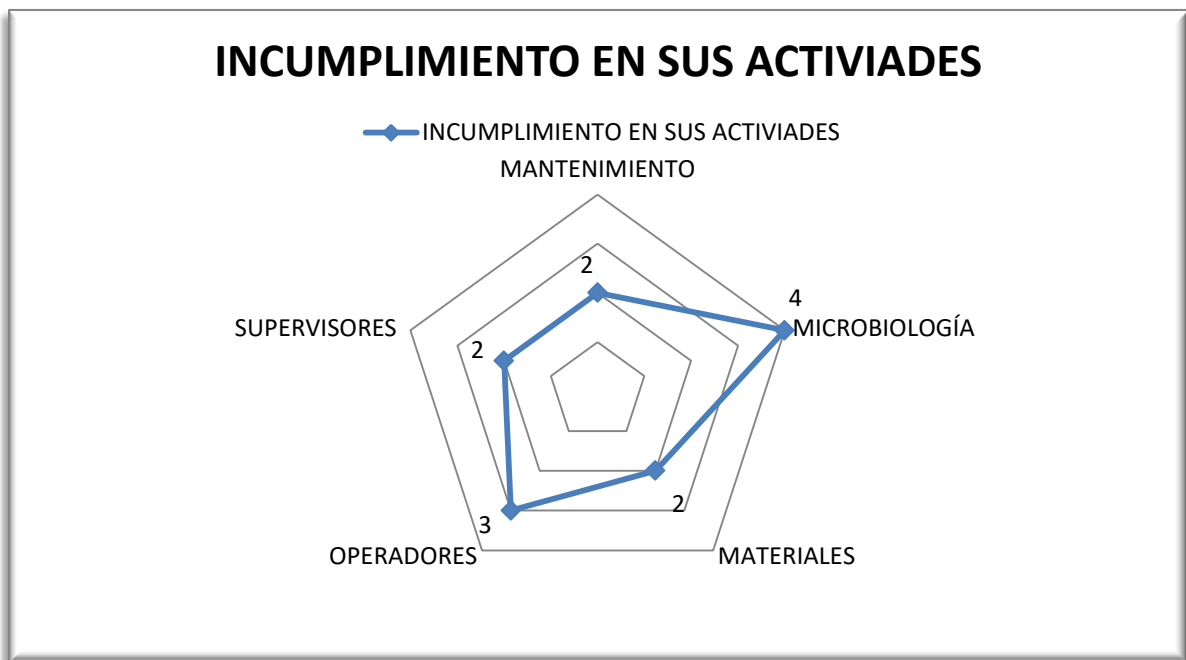 INCUMPLIMIENTO EN SUS ACTIVIADES
INCUMPLIMIENTO EN SUS ACTIVIADES
MANTENIMIENTO
2
4
MICROBIOLOGÍA
SUPERVISORES
2
2
3
OPERADORES
MATERIALES